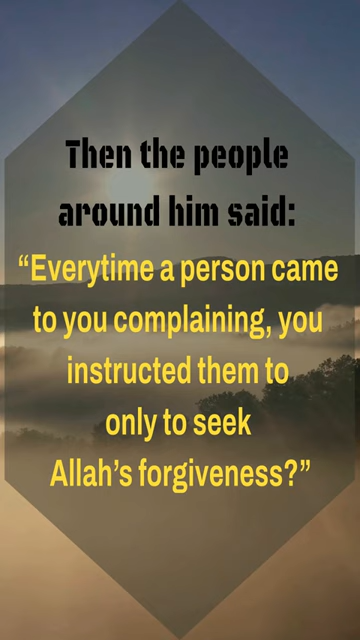 Then the people
around him said:
“Everytime a person came
to you complaining, you
instructed them to
only to seek
Allah’s forgiveness?”